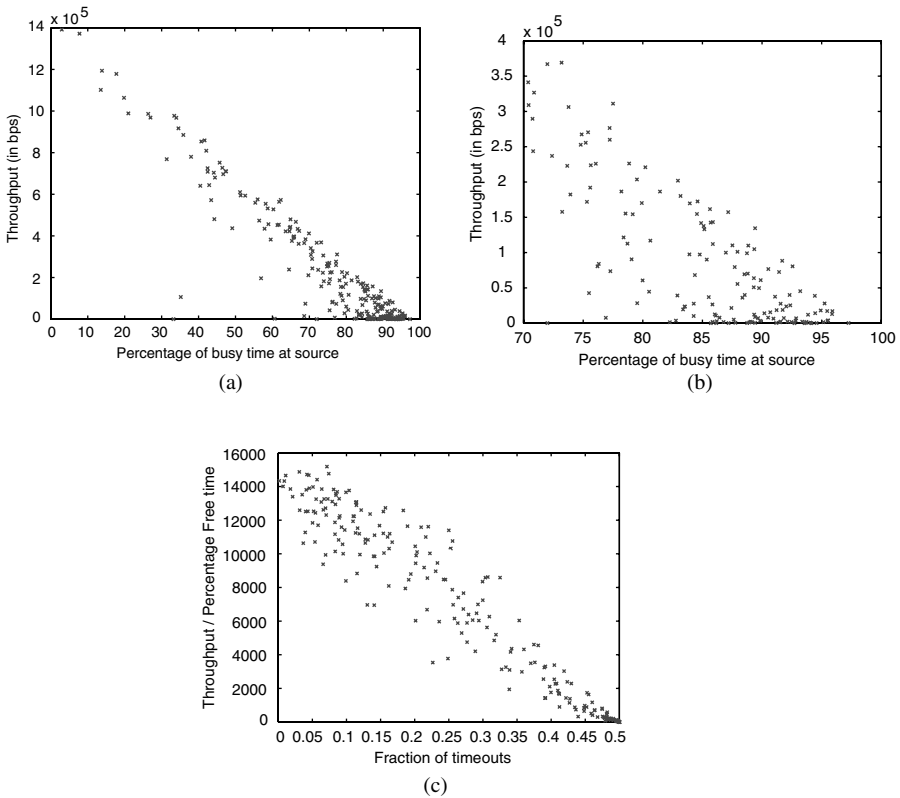 x 10⁵
14
12
10
8
6
4
2
0
Throughput (in bps)
0 10 20 30 40 50 60 70 80 90 100
Percentage of busy time at source
(a)
x 10⁵
4
3.5
3
2.5
2
1.5
1
0.5
0
Throughput (in bps)
70 75 80 85 90 95 100
Percentage of busy time at source
(b)
16000
14000
12000
10000
8000
6000
4000
2000
0
Throughput / Percentage Free time
0 0.05 0.1 0.15 0.2 0.25 0.3 0.35 0.4 0.45 0.5
Fraction of timeouts
(c)